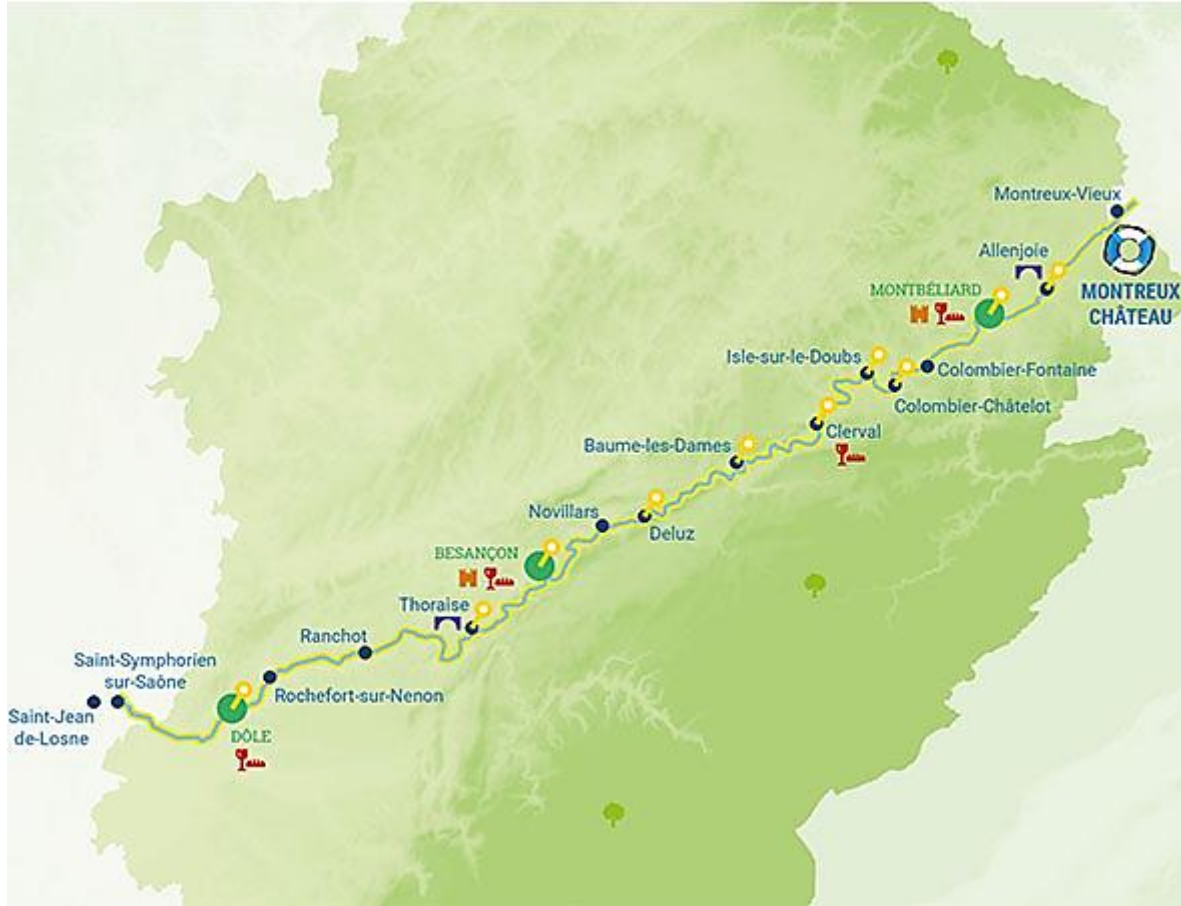 Montreux-Vieux
Allenjoie
MONTBÉLIARD
MONTREUX
CHÂTEAU
Isle-sur-le-Doubs
Colombier-Fontaine
Colombier-Châtelot
Clerval
Baume-les-Dames
Novillars
Deluz
BESANÇON
Thoraise
Ranchot
Saint-Symphorien
sur-Saône
Rochefort-sur-Nenon
Saint-Jean
de-Losne
DÔLE